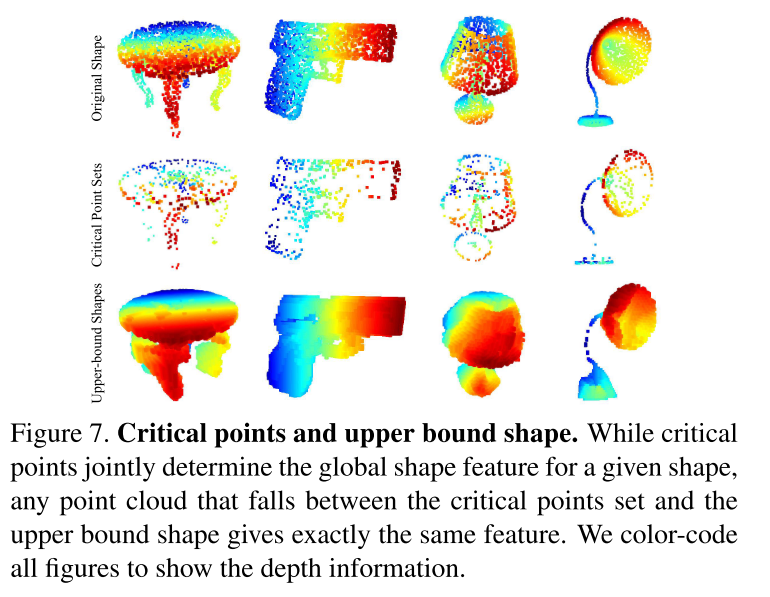 Original Shape
Critical Point Sets
Upper-bound Shapes
Figure 7. Critical points and upper bound shape. While critical
points jointly determine the global shape feature for a given shape,
any point cloud that falls between the critical points set and the
upper bound shape gives exactly the same feature. We color-code
all figures to show the depth information.